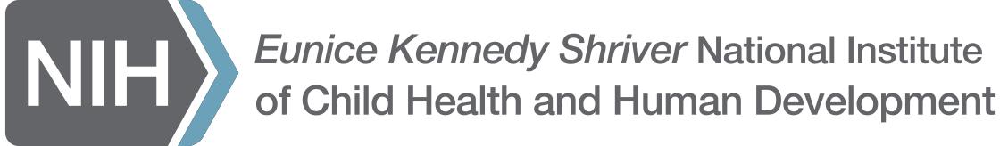 NIH
Eunice Kennedy Shriver National Institute
of Child Health and Human Development